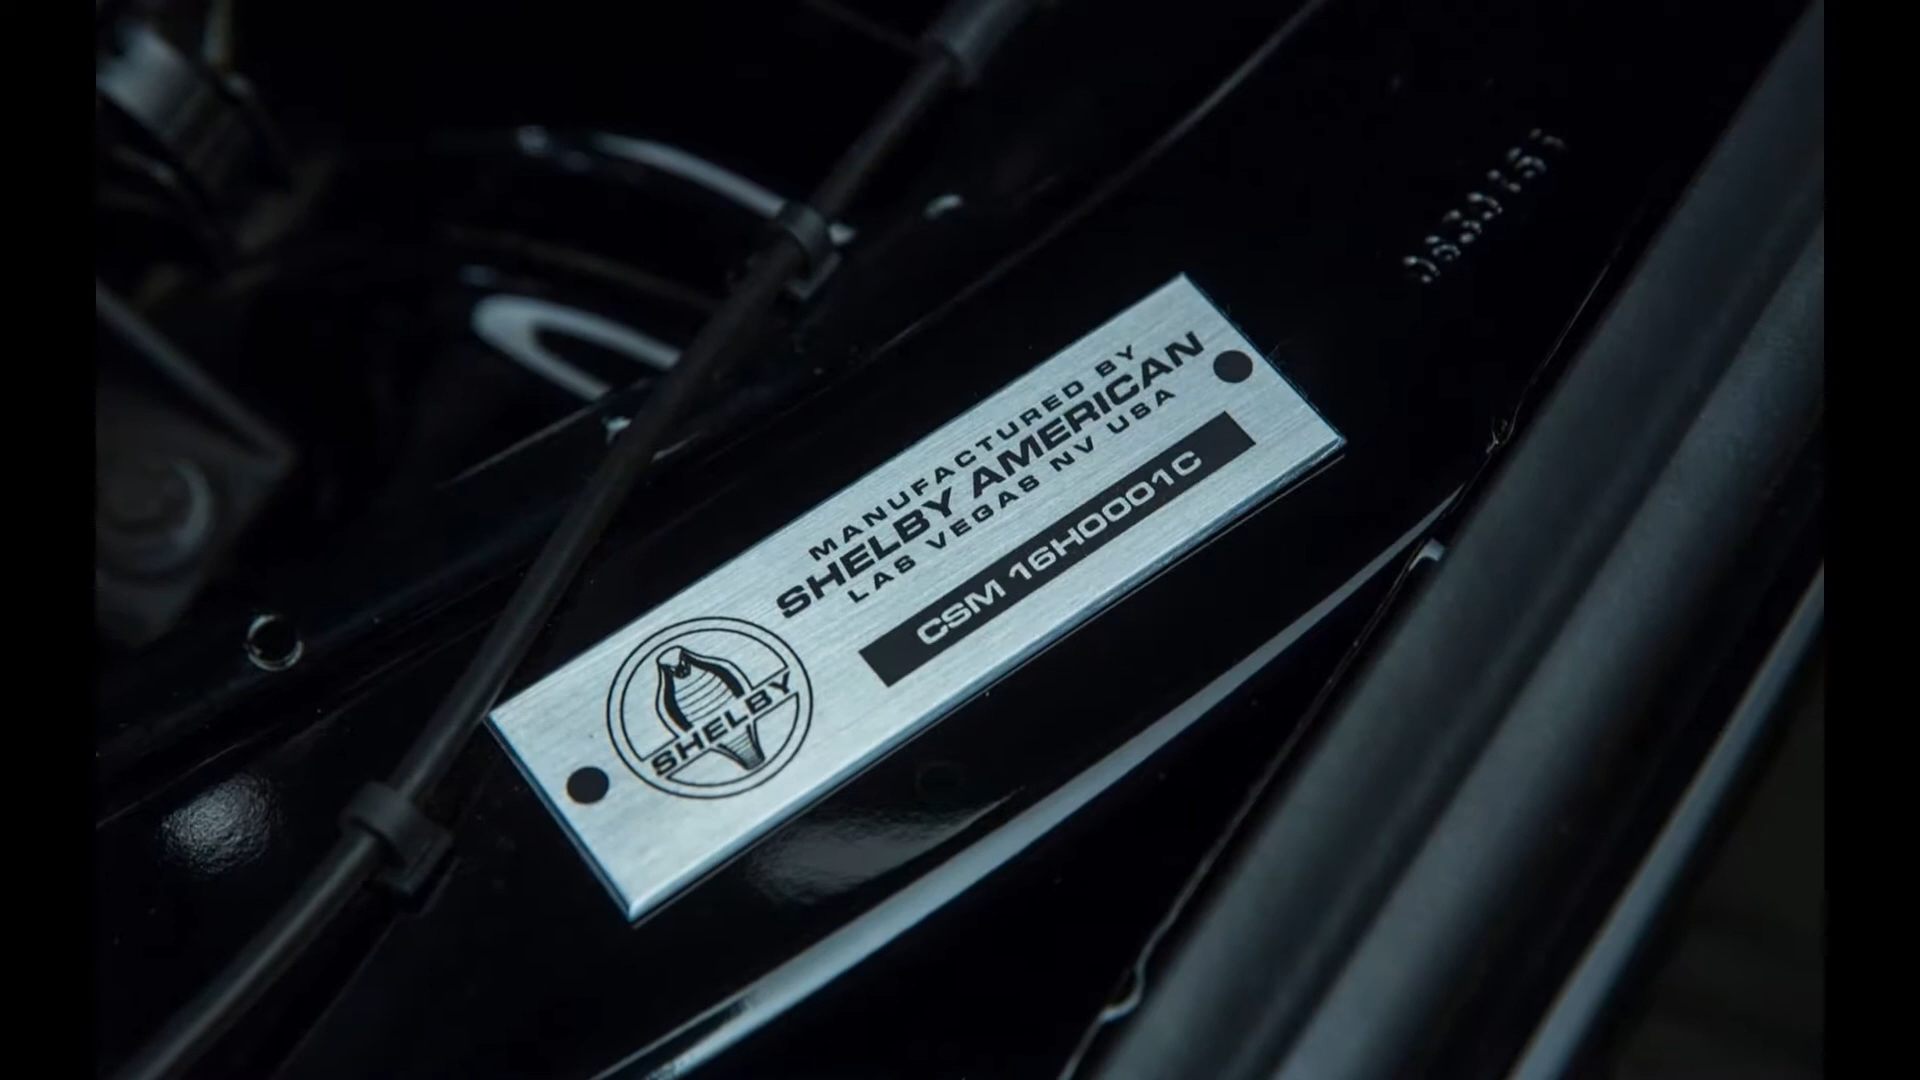 MANUFACTURED BY
SHELBY AMERICAN
LAS VEGAS NV USA
CSM 16H0001C
SHELBY